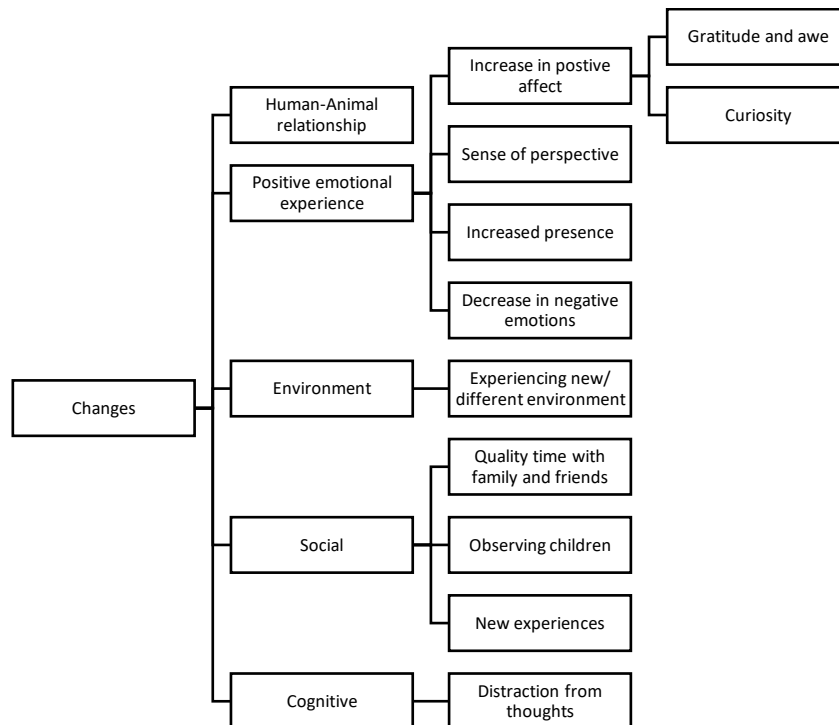 Gratitude and awe
Increase in postive
affect
Human-Animal
relationship
Curiosity
Sense of perspective
Positive emotional
experience
Increased presence
Decrease in negative
emotions
Environment
Experiencing new/
different environment
Changes
Quality time with
family and friends
Social
Observing children
New experiences
Cognitive
Distraction from
thoughts